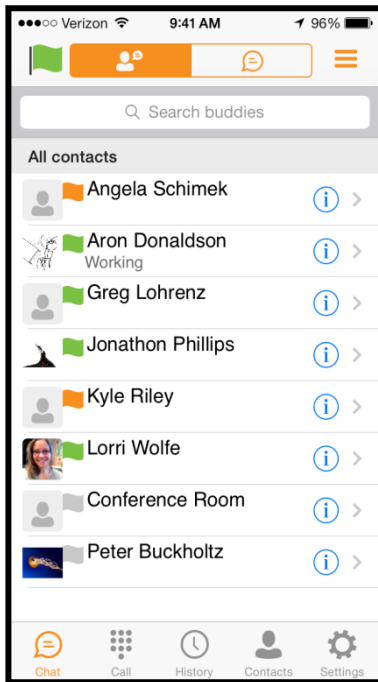 Verizon 9:41 AM 96%
Search buddies
All contacts
Angela Schimek
Aron Donaldson
Working
Greg Lohrenz
Jonathon Phillips
Kyle Riley
Lorri Wolfe
Conference Room
Peter Buckholtz
Chat Call History Contacts Settings